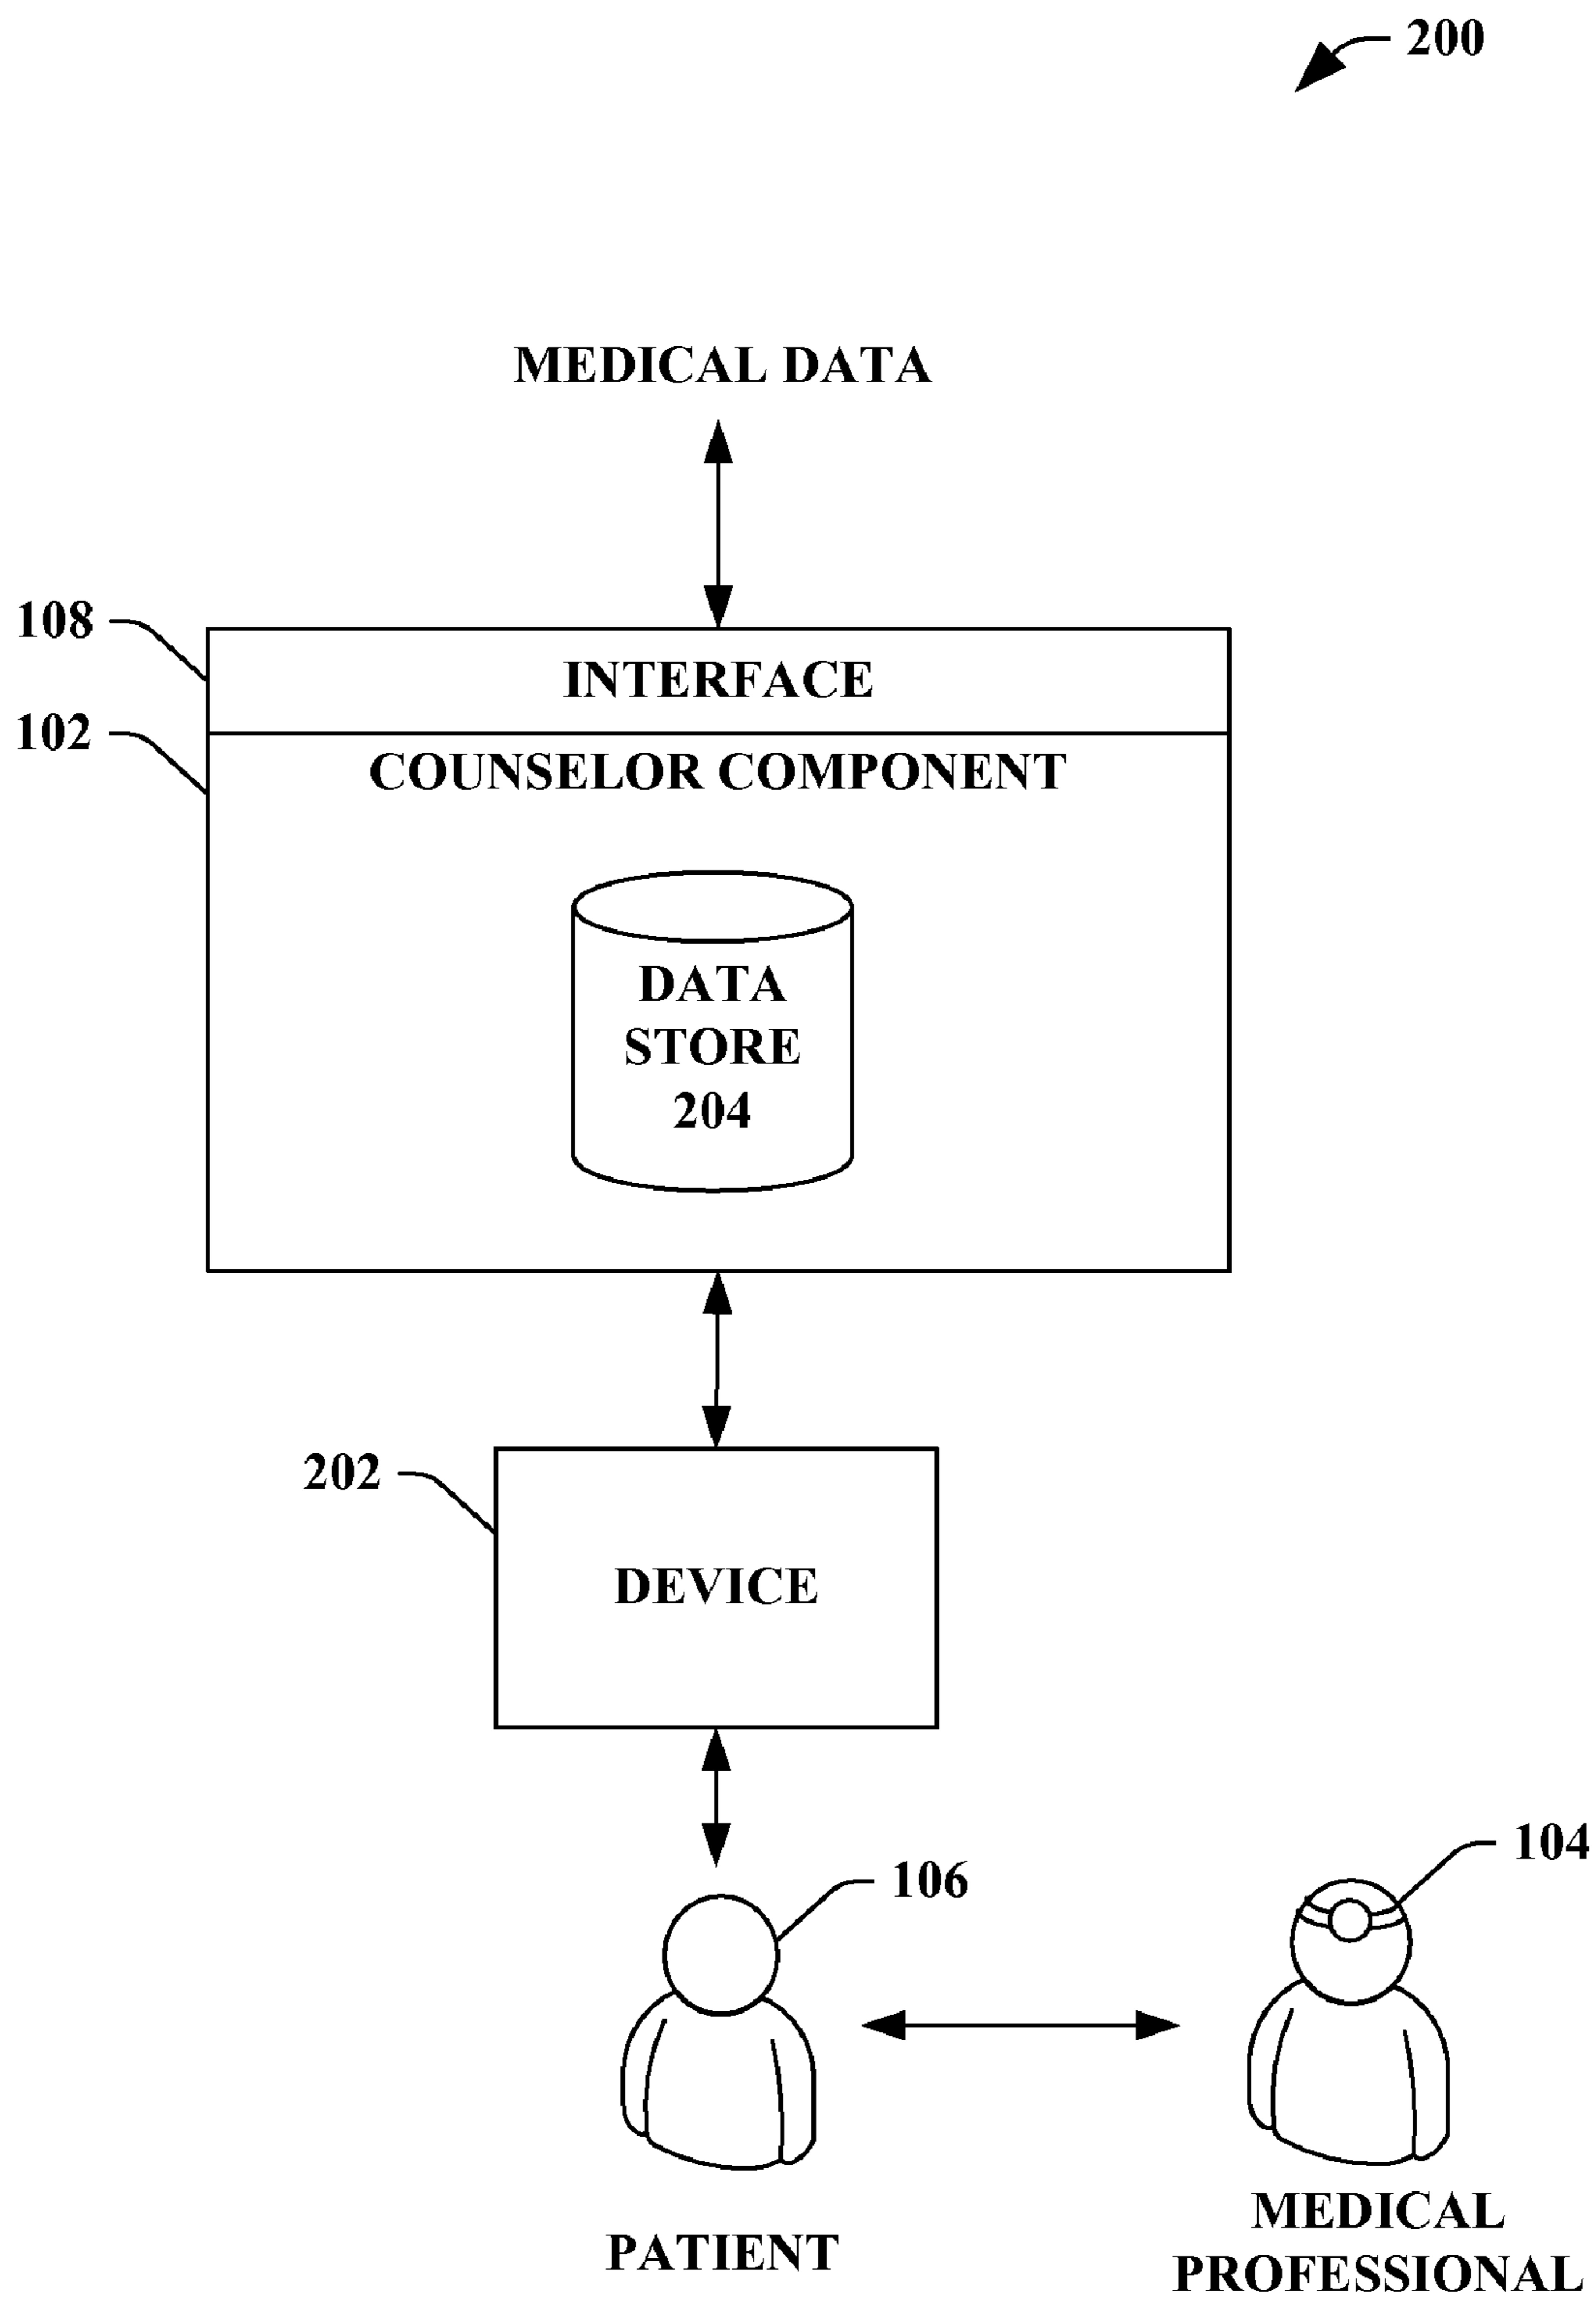 200
MEDICAL DATA
108
INTERFACE
102
COUNSELOR COMPONENT
DATA
STORE
204
202
DEVICE
104
106
MEDICAL
PROFESSIONAL
PATIENT